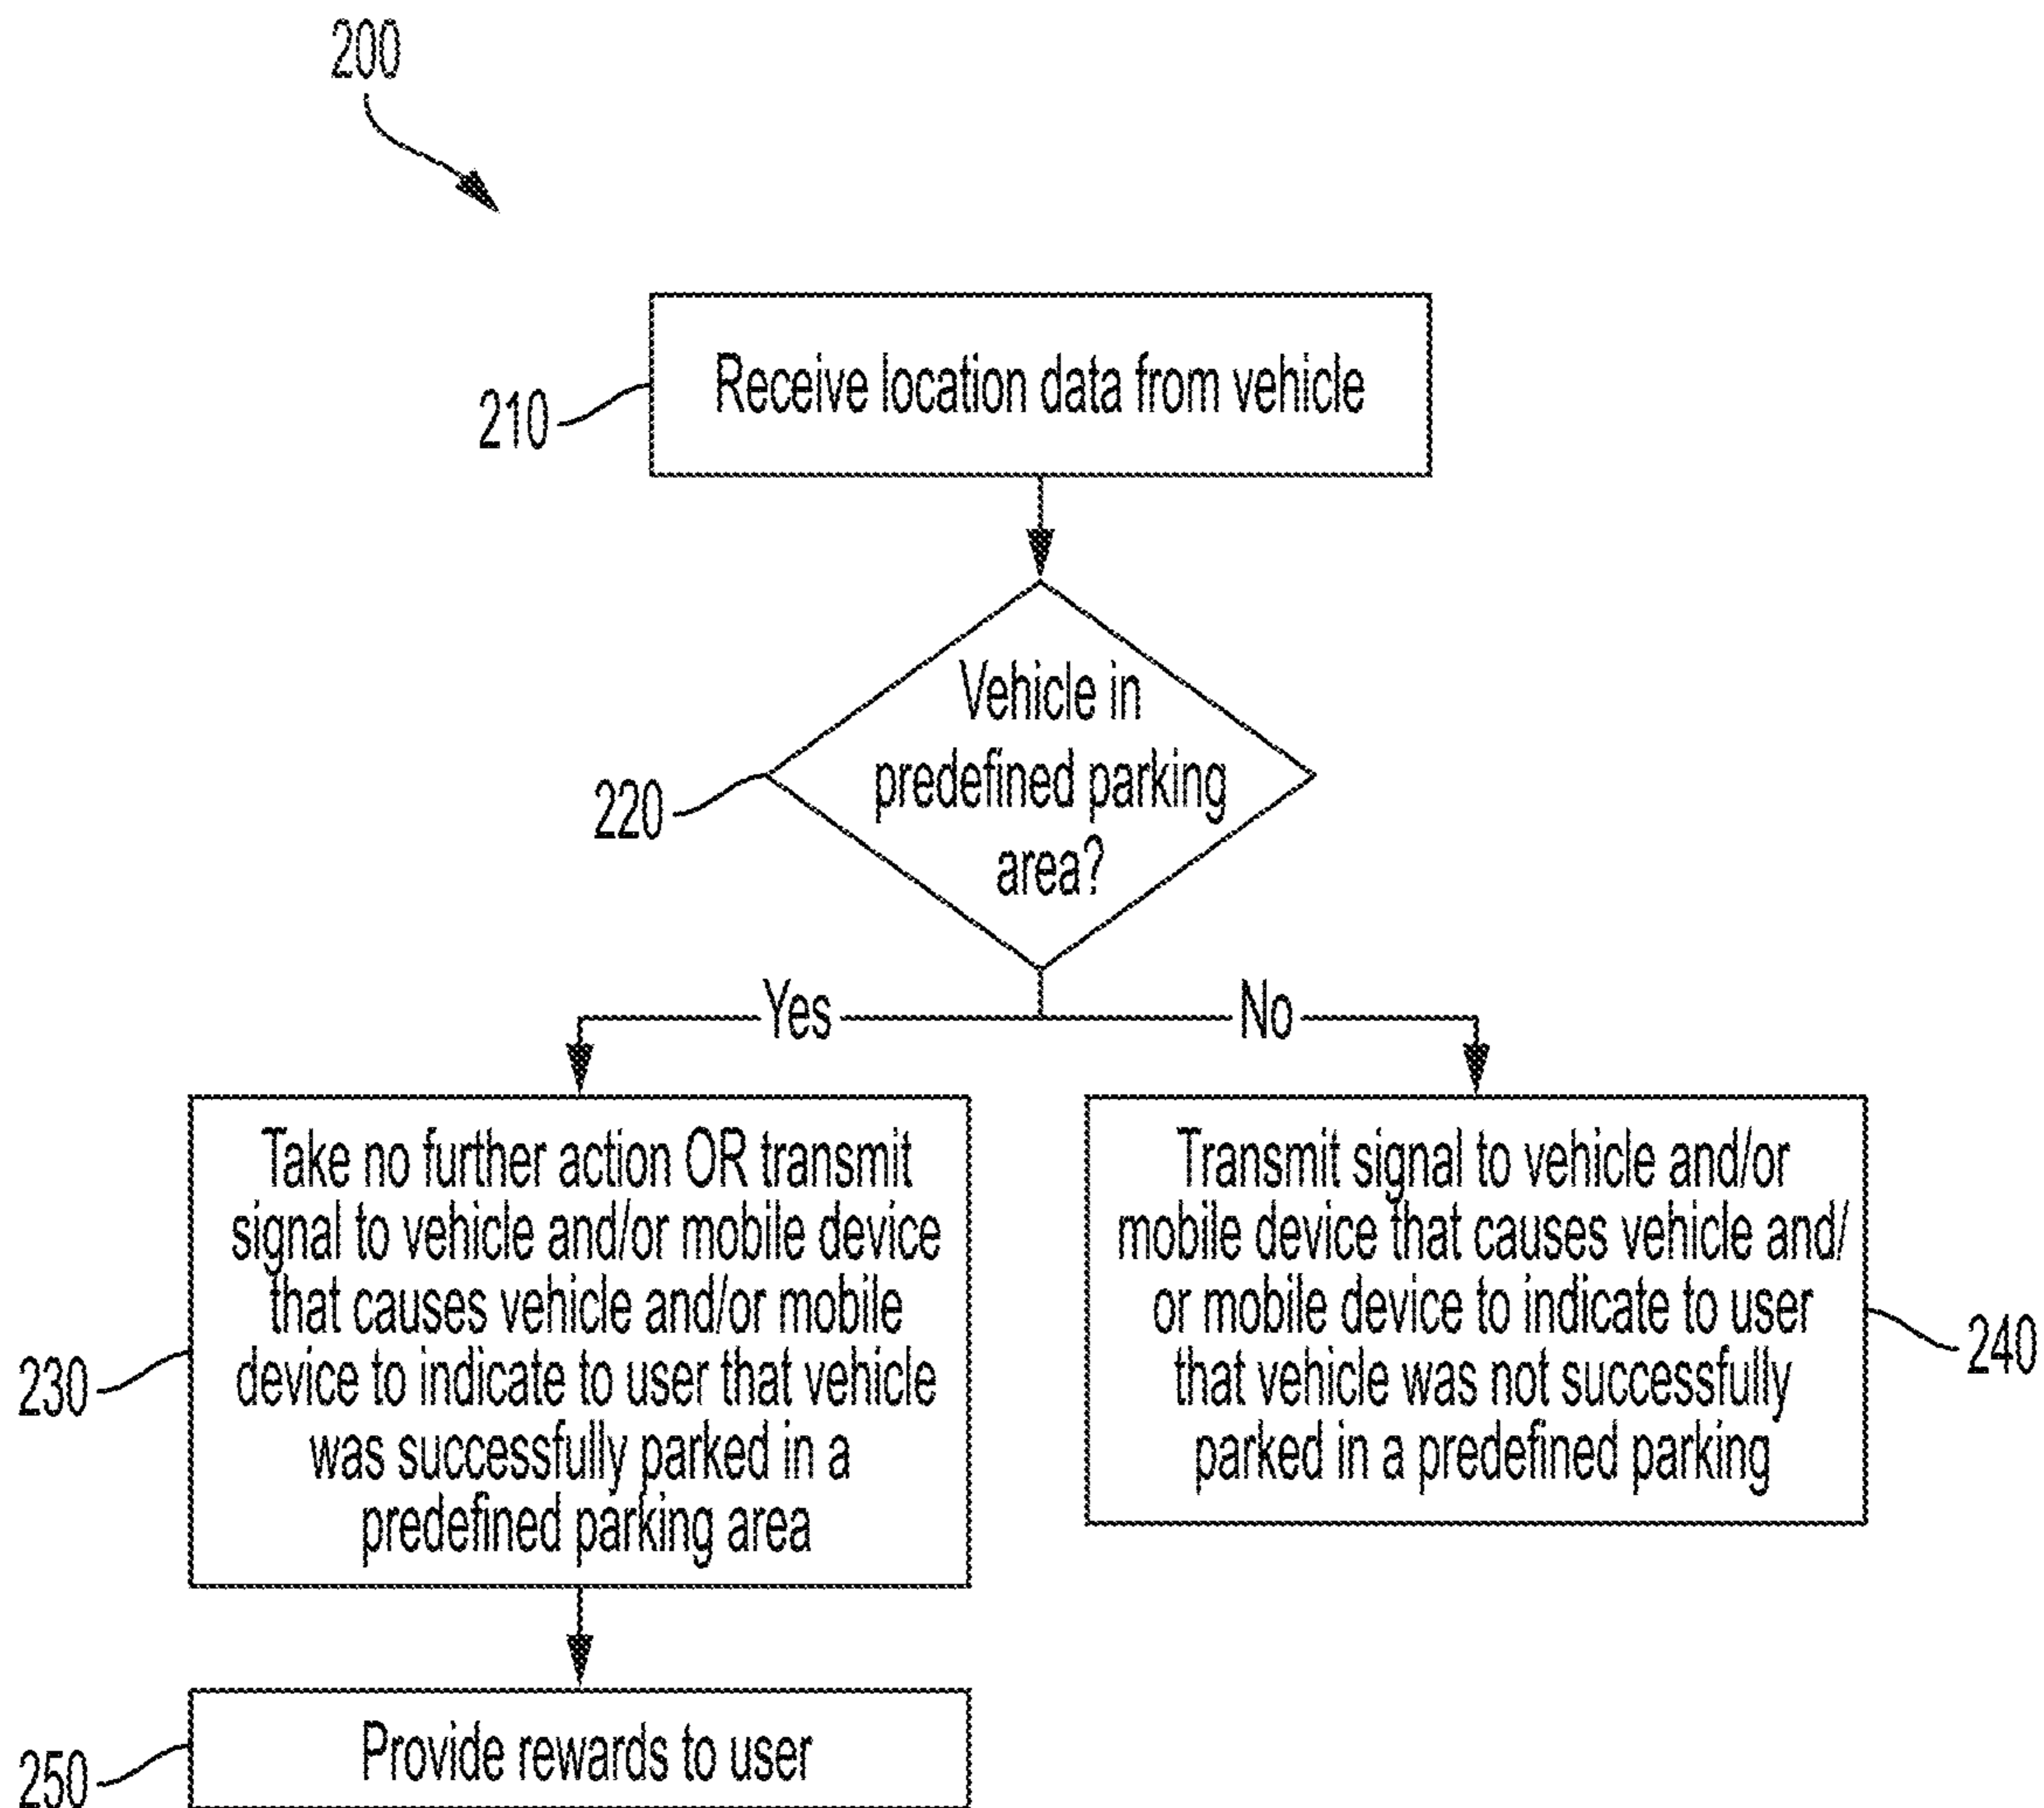 200
210
Receive location data from vehicle
220
Vehicle in
predefined parking
area?
Yes
No
230
Take no further action OR transmit
signal to vehicle and/or mobile device
that causes vehicle and/or mobile
device to indicate to user that vehicle
was successfully parked in a
predefined parking area
Transmit signal to vehicle and/or
mobile device that causes vehicle and/
or mobile device to indicate to user
that vehicle was not successfully
parked in a predefined parking
240
250
Provide rewards to user